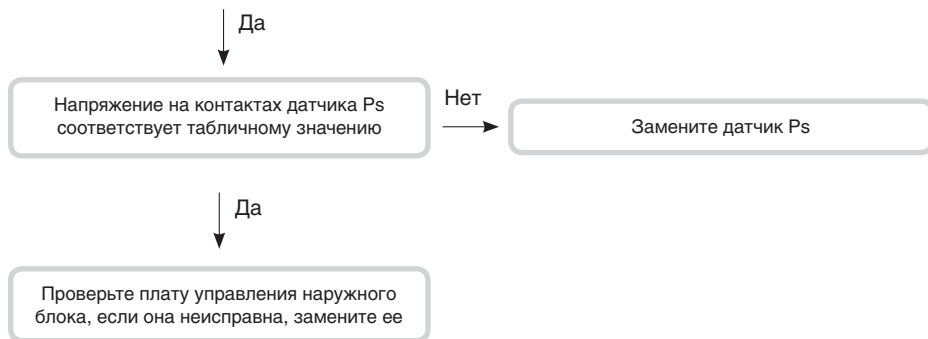 Да
Напряжение на контактах датчика Ps
соответствует табличному значению
Нет
Замените датчик Ps
Да
Проверьте плату управления наружного
блока, если она неисправна, замените ее